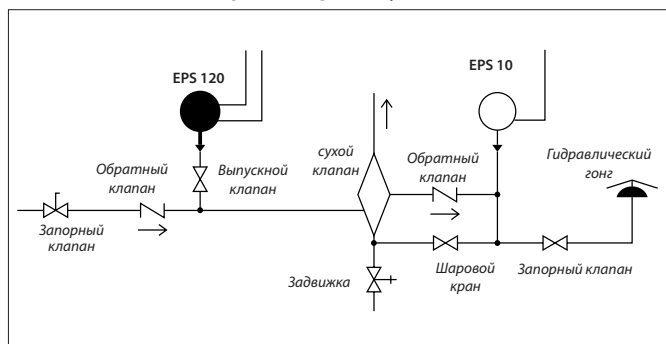 EPS 120
EPS 10
Обратный
клапан
Выпускной
клапан
сухой
клапан
Обратный
клапан
Гидравлический
гонг
Запорный
клапан
Задвижка
Шаровой
кран
Запорный клапан